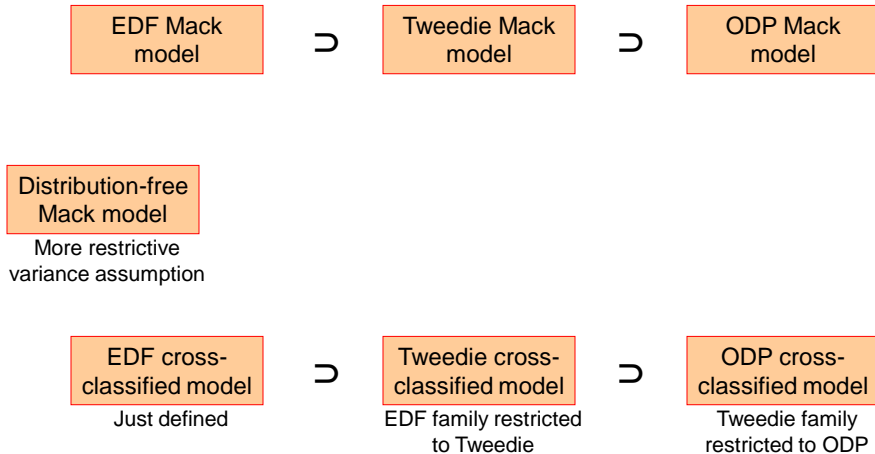 EDF Mack
model
⊃
Tweedie Mack
model
⊃
ODP Mack
model
Distribution-free
Mack model
More restrictive
variance assumption
EDF cross-
classified model
Just defined
⊃
Tweedie cross-
classified model
EDF family restricted
to Tweedie
⊃
ODP cross-
classified model
Tweedie family
restricted to ODP